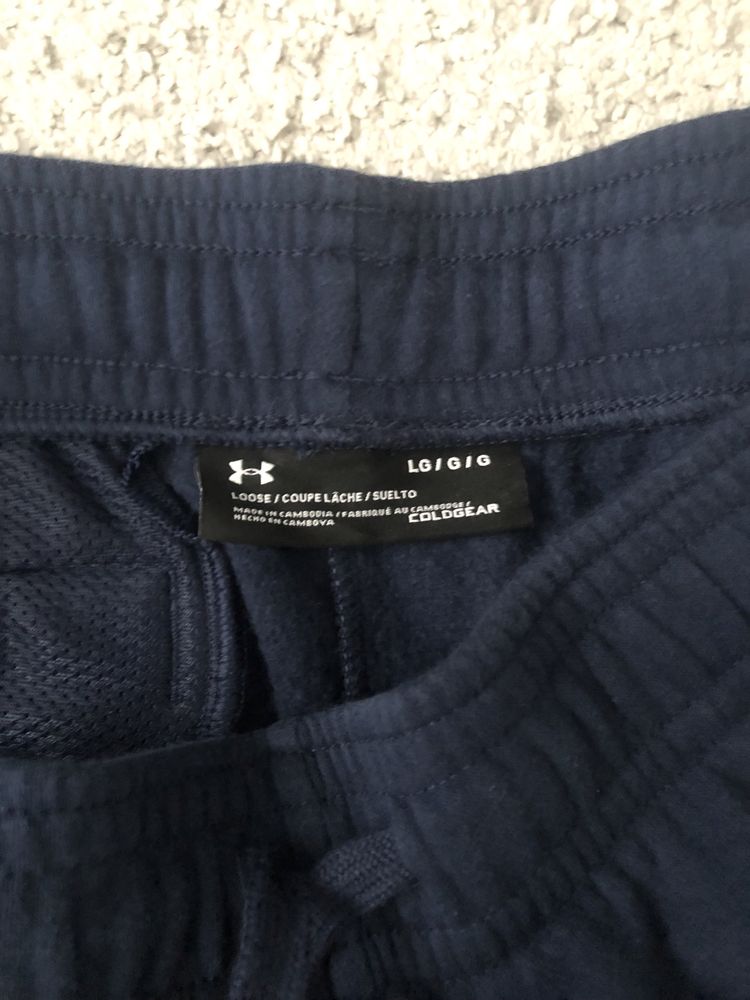 LG/G/G
LOOSE/COUPE LÂCHE/SUELTO
MADE IN CAMBODIA/FABRIQUÉ AU CAMBODGE/
HECHO EN CAMBOYA
COLDGEAR